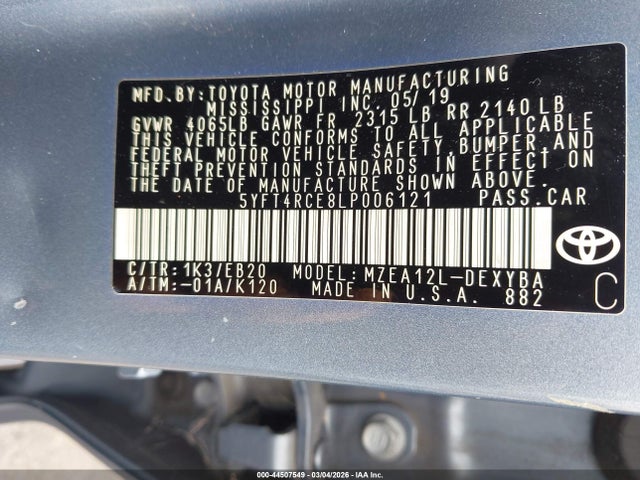 MFD.BY:TOYOTA MOTOR MANUFACTURING
MISSISSIPPI INC. 05/19
GVWR 4065LB GAWR FR 2315 LB RR 2140 LB
THIS VEHICLE CONFORMS TO ALL APPLICABLE
FEDERAL MOTOR VEHICLE SAFETY,BUMPER,AND
THEFT PREVENTION STANDARDS IN EFFECT ON
THE DATE OF MANUFACTURE SHOWN ABOVE.
5YFT4RCE8LP006121 PASS.CAR
C/TR:1K3/EB20 MODEL:MZEA12L-DEXYBA
A/TM:-01A/K120 MADE IN U.S.A. 882
C
000-44507549 - 03/04/2026 - IAA Inc.